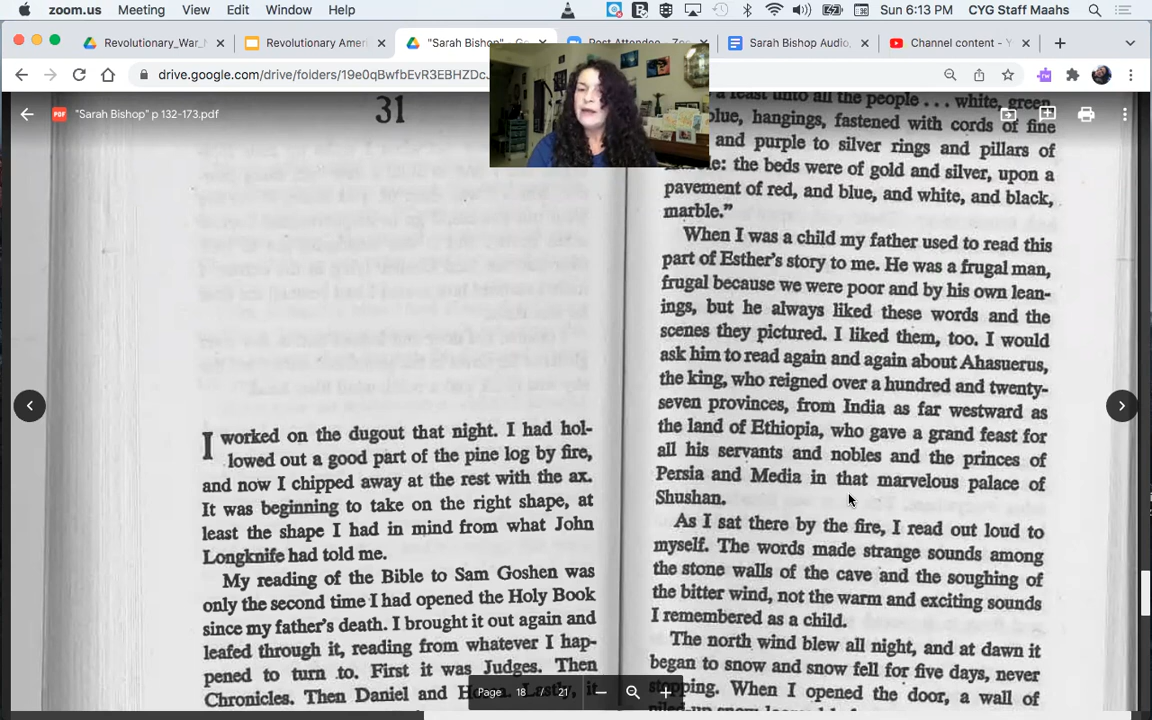 zoom.us Meeting View Edit Window Help
Sun 6:13 PM CYG Staff Maahs
Revolutionary_War_
Revolutionary Ameri
"Sarah Bishop"
Post Attendee
Sarah Bishop Audio,
Channel content - Y
drive.google.com/drive/folders/19e0qBwfbEvR3EBHZDcJ
"Sarah Bishop" p 132-173.pdf
31
I worked on the dugout that night. I had hol-
lowed out a good part of the pine log by fire,
and now I chipped away at the rest with the ax.
It was beginning to take on the right shape, at
least the shape I had in mind from what John
Longknife had told me.
My reading of the Bible to Sam Goshen was
only the second time I had opened the Holy Book
since my father's death. I brought it out again and
leafed through it, reading from whatever I hap-
pened to turn to. First it was Judges. Then
Chronicles. Then Daniel and Lastly, it
a feast unto all the people . . . white, green,
blue, hangings, fastened with cords of fine
and purple to silver rings and pillars of
the beds were of gold and silver, upon a
pavement of red, and blue, and white, and black,
marble."
When I was a child my father used to read this
part of Esther's story to me. He was a frugal man,
frugal because we were poor and by his own lean-
ings, but he always liked these words and the
scenes they pictured. I liked them, too. I would
ask him to read again and again about Ahasuerus,
the king, who reigned over a hundred and twenty-
seven provinces, from India as far westward as
the land of Ethiopia, who gave a grand feast for
all his servants and nobles and the princes of
Persia and Media in that marvelous palace of
Shushan.
As I sat there by the fire, I read out loud to
myself. The words made strange sounds among
the stone walls of the cave and the soughing of
the bitter wind, not the warm and exciting sounds
I remembered as a child.
The north wind blew all night, and at dawn it
began to snow and snow fell for five days, never
stopping. When I opened the door, a wall of
piled-up snow
Page 18 / 21